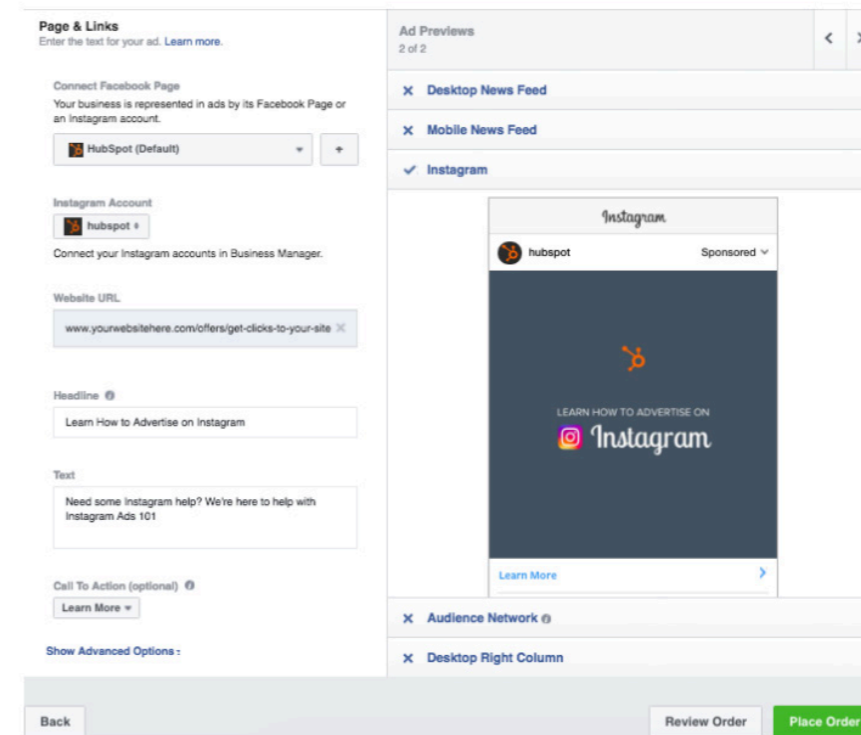 Page & Links
Enter the text for your ad. Learn more.
Connect Facebook Page
Your business is represented in ads by its Facebook Page or
an Instagram account.
HubSpot (Default)
+
Instagram Account
hubspot
Connect your Instagram accounts in Business Manager.
Website URL
www.yourwebsitehere.com/offers/get-clicks-to-your-site
Headline
Learn How to Advertise on Instagram
Text
Need some Instagram help? We're here to help with
Instagram Ads 101
Call To Action (optional)
Learn More
Show Advanced Options
Ad Previews
2 of 2
Desktop News Feed
Mobile News Feed
Instagram
Instagram
hubspot Sponsored
LEARN HOW TO ADVERTISE ON
Instagram
Learn More
Audience Network
Desktop Right Column
Back
Review Order
Place Order